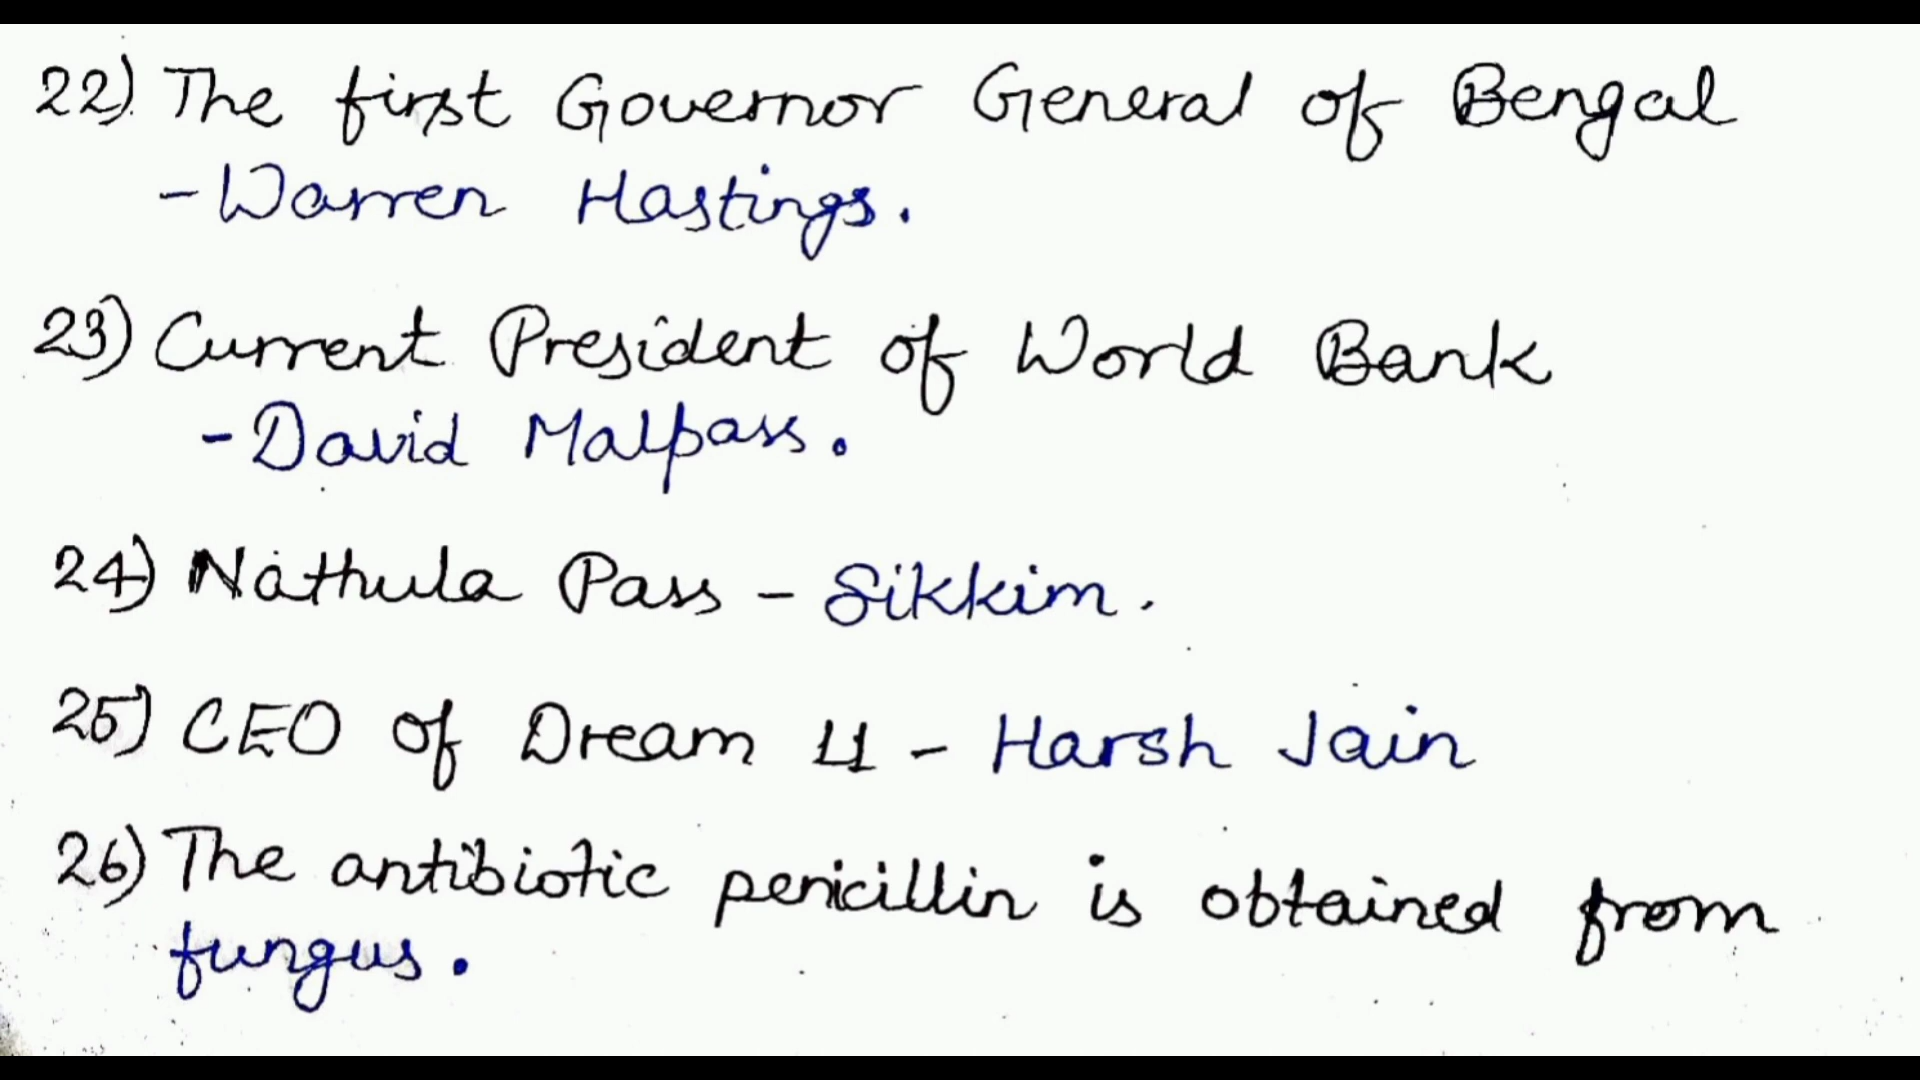 22) The first Governor General of Bengal
- Warren Hastings.
23) Current President of World Bank
- David Malpass.
24) Nathula Pass - Sikkim.
25) CEO of Dream 11 - Harsh Jain
26) The antibiotic penicillin is obtained from
fungus.